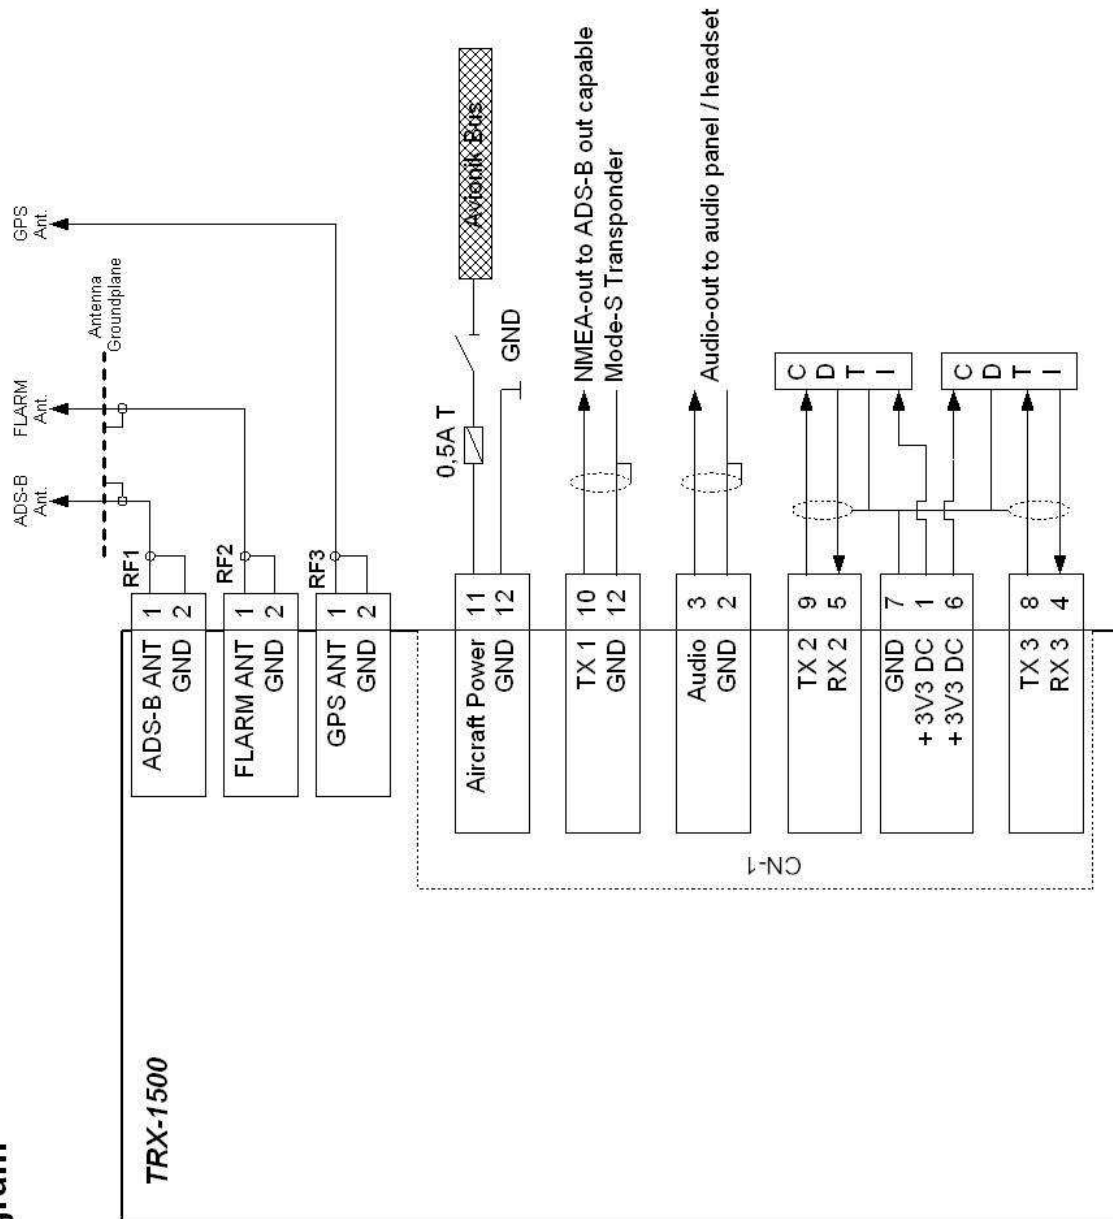 gram
TRX-1500
ADS-B ANT 1
GND 2
RF1
ADS-B
Ant.
FLARM ANT 1
GND 2
RF2
FLARM
Ant.
Antenna
Groundplane
GPS ANT 1
GND 2
RF3
GPS
Ant.
CN-1
Aircraft Power 11
GND 12
0,5A T
GND
Avionik Bus
TX 1 10
GND 12
NMEA-out to ADS-B out capable
Mode-S Transponder
Audio 3
GND 2
Audio-out to audio panel / headset
TX 2 9
RX 2 5
GND 7
+ 3V3 DC 1
+ 3V3 DC 6
TX 3 8
RX 3 4
C D T I
C D T I